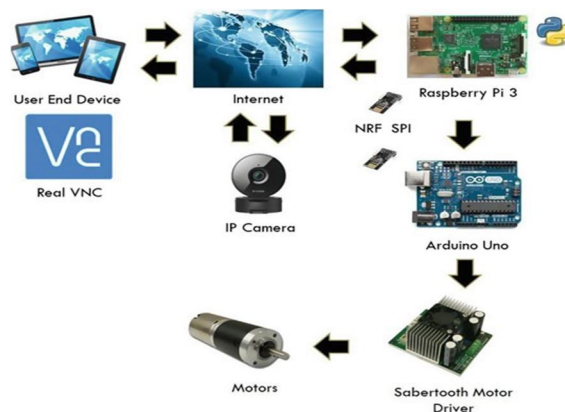 User End Device
Internet
Raspberry Pi 3
NRF SPI
VNC
Real VNC
IP Camera
Arduino Uno
Motors
Sabertooth Motor
Driver